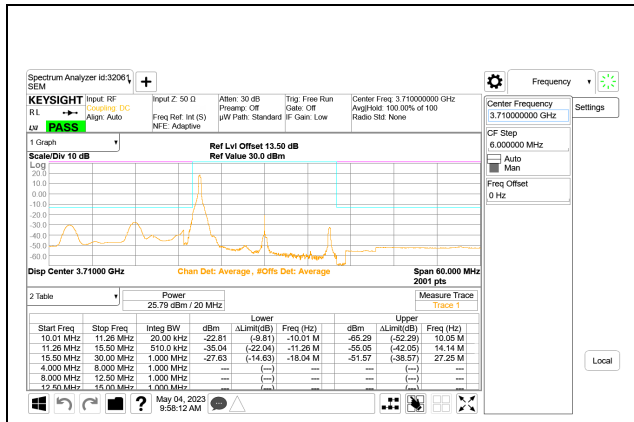 Spectrum Analyzer id:32061
SEM
Frequency
KEYSIGHT
R L
PASS
Input: RF
Coupling: DC
Align: Auto
Input Z: 50 Ω
Freq Ref: Int (S)
NFE: Adaptive
Atten: 30 dB
Preamp: Off
µW Path: Standard
Trig: Free Run
Gate: Off
IF Gain: Low
Center Freq: 3.710000000 GHz
Avg|Hold: 100.00% of 100
Radio Std: None
Center Frequency
3.710000000 GHz
Settings
CF Step
6.000000 MHz
Auto
Man
Freq Offset
0 Hz
1 Graph
Ref Lvl Offset 13.50 dB
Scale/Div 10 dB
Ref Value 30.0 dBm
Log
20.0
10.0
0.00
-10.0
-20.0
-30.0
-40.0
-50.0
-60.0
Disp Center 3.71000 GHz
Chan Det: Average , #Offs Det: Average
Span 60.000 MHz
2001 pts
2 Table
Power
25.79 dBm / 20 MHz
Measure Trace
Trace 1
Lower Upper
Start Freq Stop Freq Integ BW dBm ΔLimit(dB) Freq (Hz) dBm ΔLimit(dB) Freq (Hz)
10.01 MHz 11.26 MHz 20.00 kHz -22.81 (-9.81) -10.01 M -65.29 (-52.29) 10.05 M
11.26 MHz 15.50 MHz 510.0 kHz -35.04 (-22.04) -11.26 M -55.05 (-42.05) 14.14 M
15.50 MHz 30.00 MHz 1.000 MHz -27.63 (-14.63) -18.04 M -51.57 (-38.57) 27.25 M
4.000 MHz 8.000 MHz 1.000 MHz --- (---) --- (---)
8.000 MHz 12.50 MHz 1.000 MHz --- (---) --- (---)
12.50 MHz 15.00 MHz 1.000 MHz --- (---) --- (---)
Local
?
May 04, 2023
9:58:12 AM